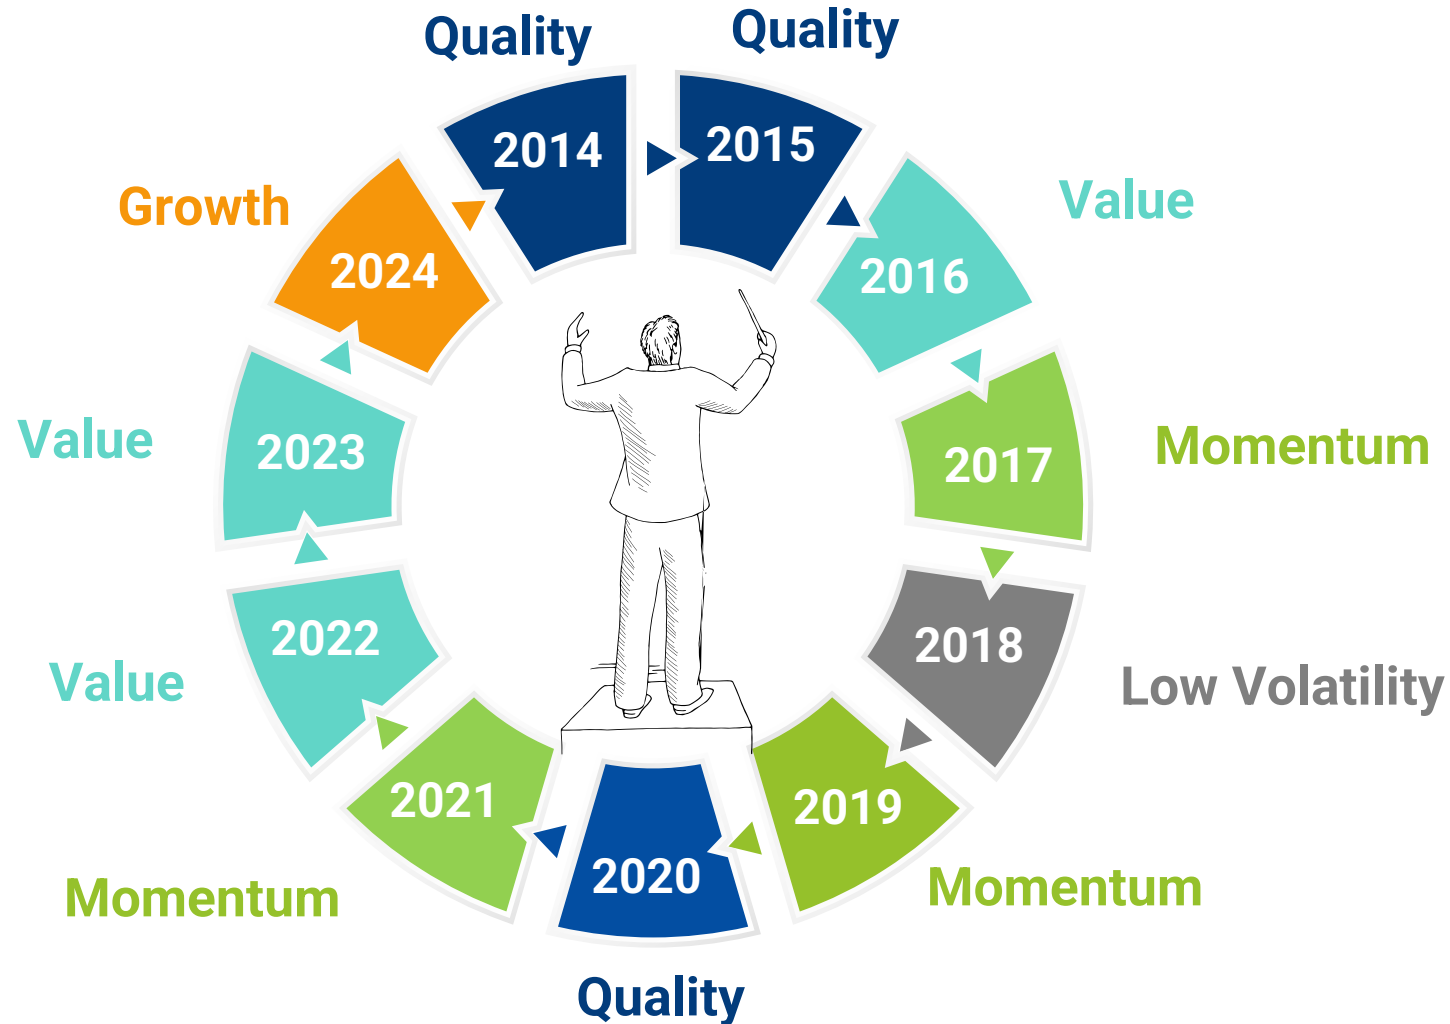 Quality
2014
Quality
2015
Value
2016
Momentum
2017
Low Volatility
2018
Momentum
2019
Quality
2020
Momentum
2021
Value
2022
Value
2023
Growth
2024